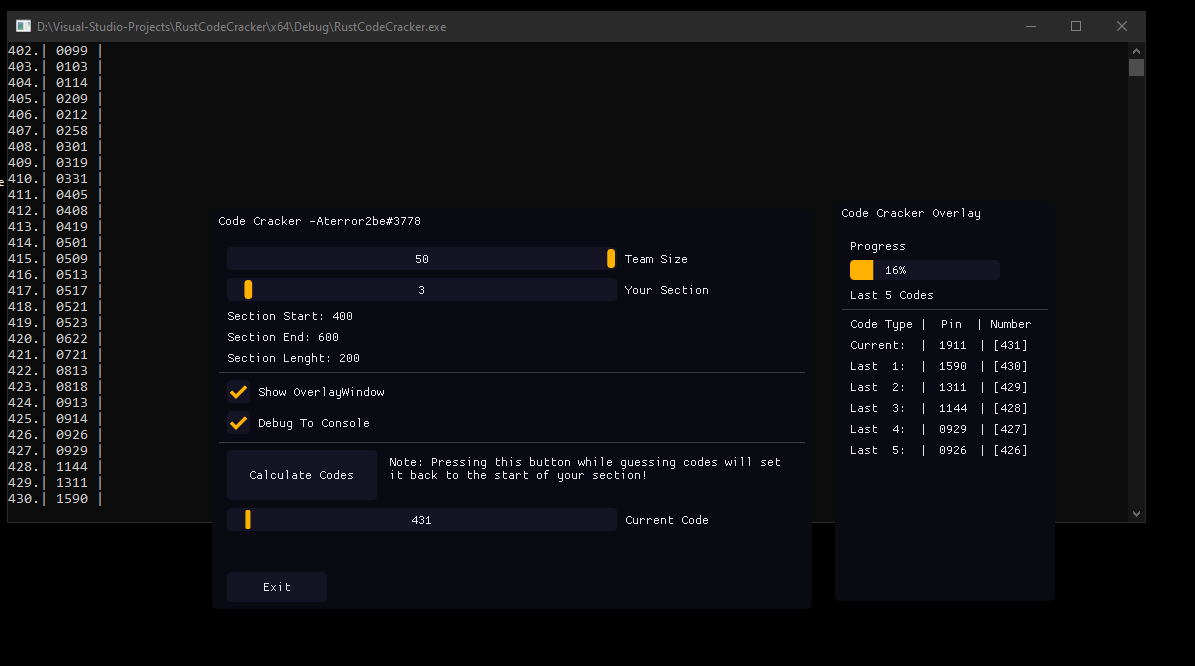 D:\Visual-Studio-Projects\RustCodeCracker\x64\Debug\RustCodeCracker.exe
402.| 0099 |
403.| 0103 |
404.| 0114 |
405.| 0209 |
406.| 0212 |
407.| 0258 |
408.| 0301 |
409.| 0319 |
410.| 0331 |
411.| 0405 |
412.| 0408 |
413.| 0419 |
414.| 0501 |
415.| 0509 |
416.| 0513 |
417.| 0517 |
418.| 0521 |
419.| 0523 |
420.| 0622 |
421.| 0721 |
422.| 0813 |
423.| 0818 |
424.| 0913 |
425.| 0914 |
426.| 0926 |
427.| 0929 |
428.| 1144 |
429.| 1311 |
430.| 1590 |
e
Code Cracker -Aterror2be#3778
50 Team Size
3 Your Section
Section Start: 400
Section End: 600
Section Lenght: 200
Show OverlayWindow
Debug To Console
Calculate Codes
Note: Pressing this button while guessing codes will set
it back to the start of your section!
431 Current Code
Exit
Code Cracker Overlay
Progress
16%
Last 5 Codes
Code Type | Pin | Number
Current: | 1911 | [431]
Last 1: | 1590 | [430]
Last 2: | 1311 | [429]
Last 3: | 1144 | [428]
Last 4: | 0929 | [427]
Last 5: | 0926 | [426]